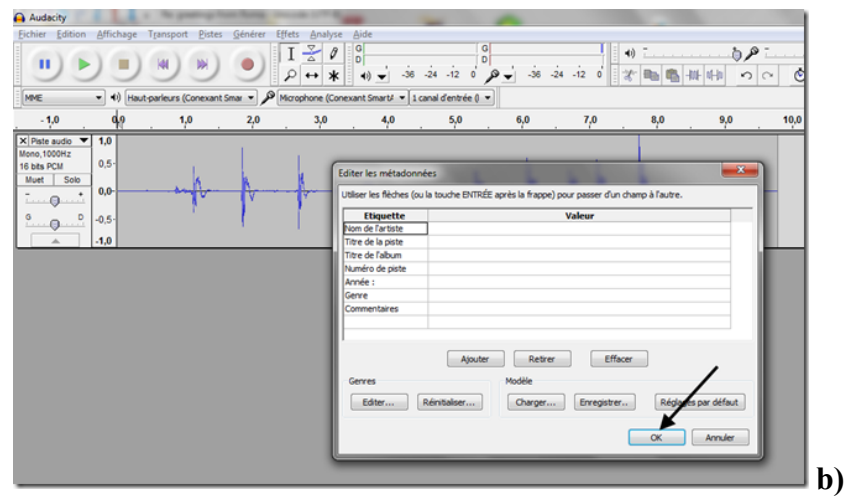 Audacity
Fichier Edition Affichage Transport Pistes Générer Effets Analyse Aide
G
D
-36 -24 -12 0
G
D
-36 -24 -12 0
MME Haut-parleurs (Conexant Smar Microphone (Conexant SmartA 1 canal d'entrée ()
-1,0 0,0 1,0 2,0 3,0 4,0 5,0 6,0 7,0 8,0 9,0 10,0
X Piste audio
Mono, 1000Hz
16 bits PCM
Muet Solo
- +
G D
1,0
0,5
0,0
-0,5
-1,0
Editer les métadonnées
Utiliser les flèches (ou la touche ENTRÉE après la frappe) pour passer d'un champ à l'autre.
Etiquette Valeur
Nom de l'artiste
Titre de la piste
Titre de l'album
Numéro de piste
Année :
Genre
Commentaires
Ajouter Retirer Effacer
Genres Modèle
Editer... Réinitialiser... Charger... Enregistrer.. Réglages par défaut
OK Annuler
b)